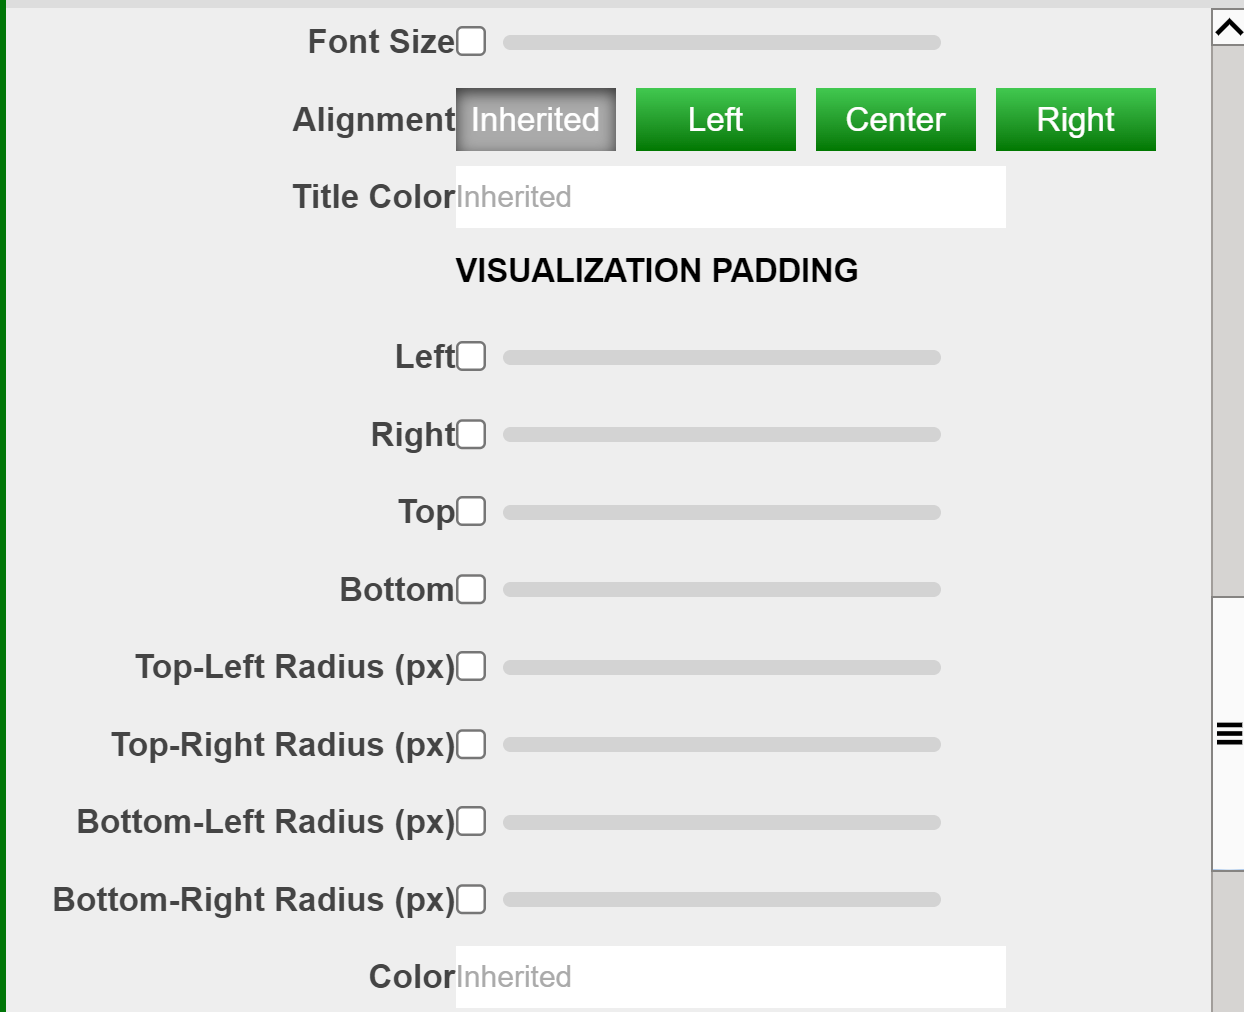 Font Size
Alignment Inherited Left Center Right
Title Color Inherited
VISUALIZATION PADDING
Left
Right
Top
Bottom
Top-Left Radius (px)
Top-Right Radius (px)
Bottom-Left Radius (px)
Bottom-Right Radius (px)
Color Inherited